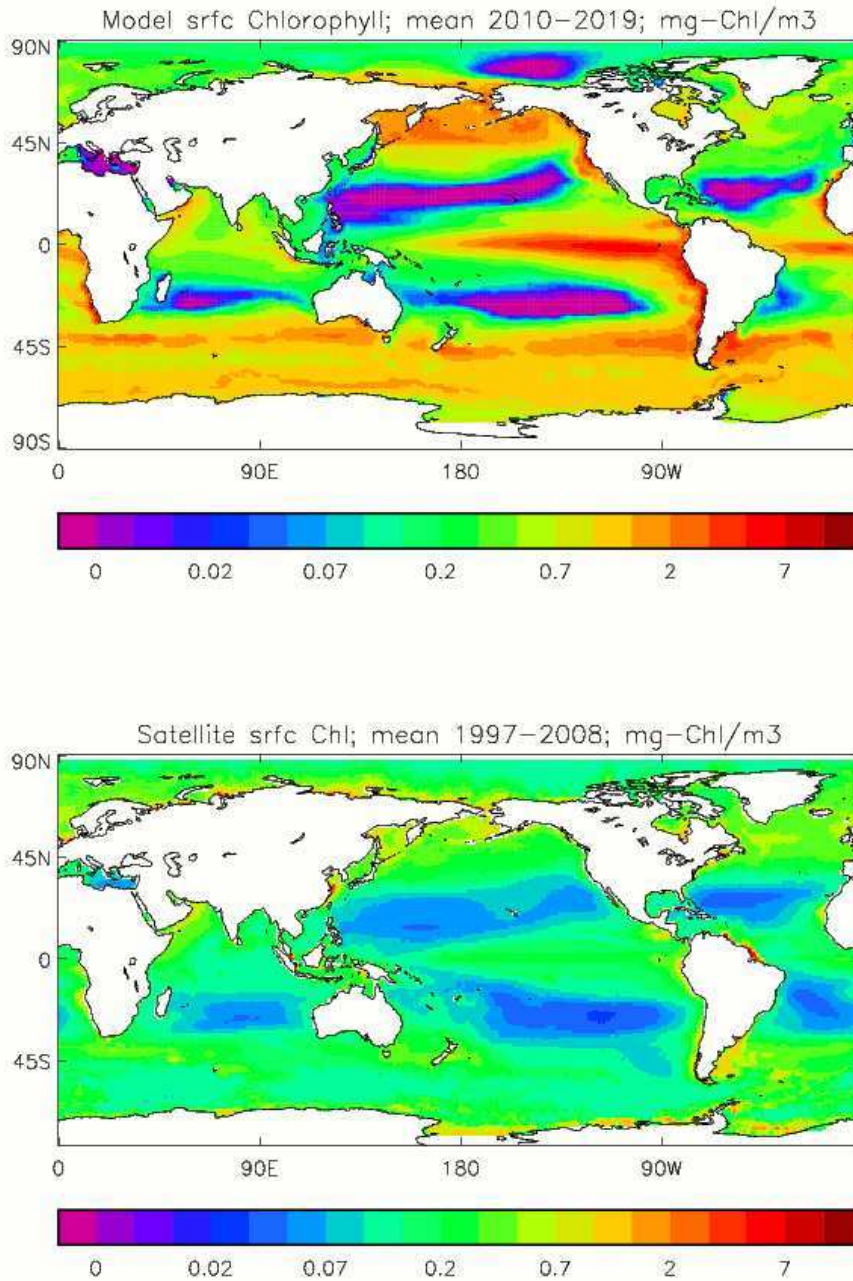 Model srfc Chlorophyll; mean 2010-2019; mg-Chl/m3
90N
45N
0
45S
90S
0 90E 180 90W
0 0.02 0.07 0.2 0.7 2 7
Satellite srfc Chl; mean 1997-2008; mg-Chl/m3
90N
45N
0
45S
0 90E 180 90W
0 0.02 0.07 0.2 0.7 2 7